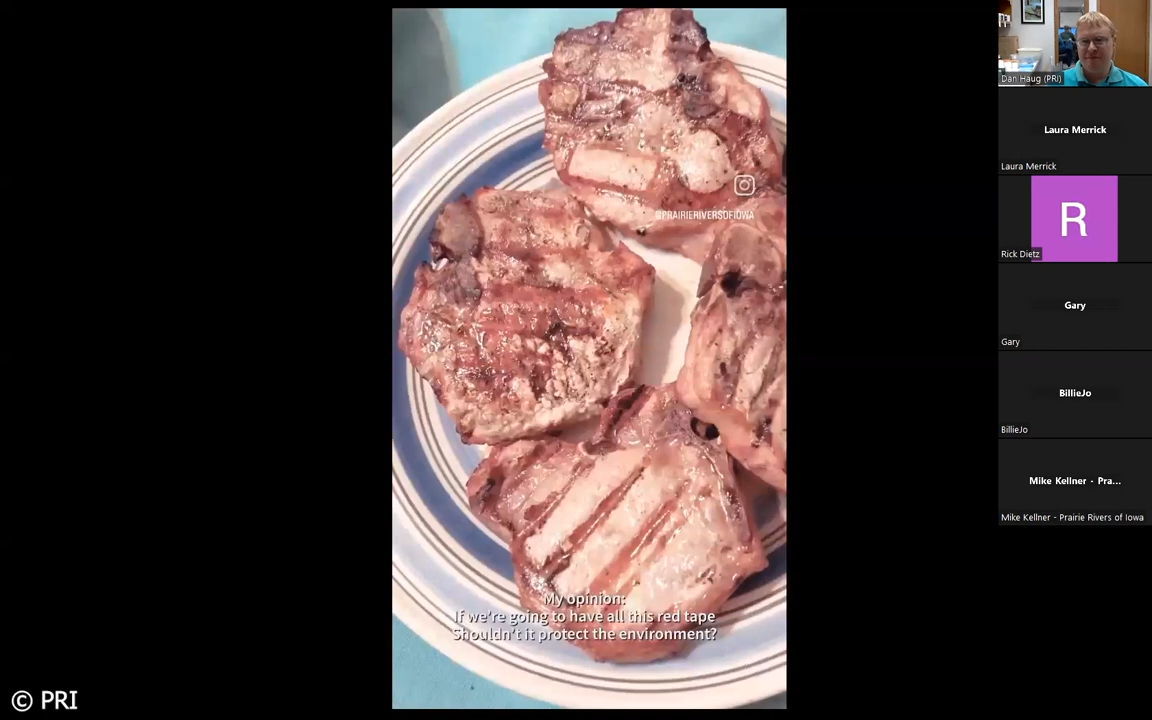 @PRAIRIERIVERSOFIOWA
My opinion:
If we're going to have all this red tape
Shouldn't it protect the environment?
© PRI
Dan Haug (PRI)
Laura Merrick
Laura Merrick
R
Rick Dietz
Gary
Gary
BillieJo
BillieJo
Mike Kellner - Pra...
Mike Kellner - Prairie Rivers of Iowa